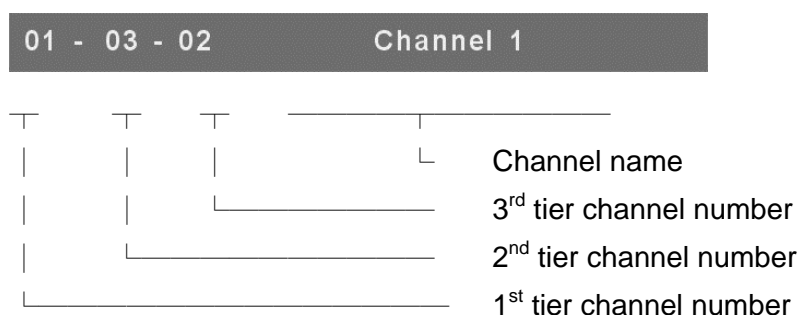 01 - 03 - 02 Channel 1
Channel name
3rd tier channel number
2nd tier channel number
1st tier channel number